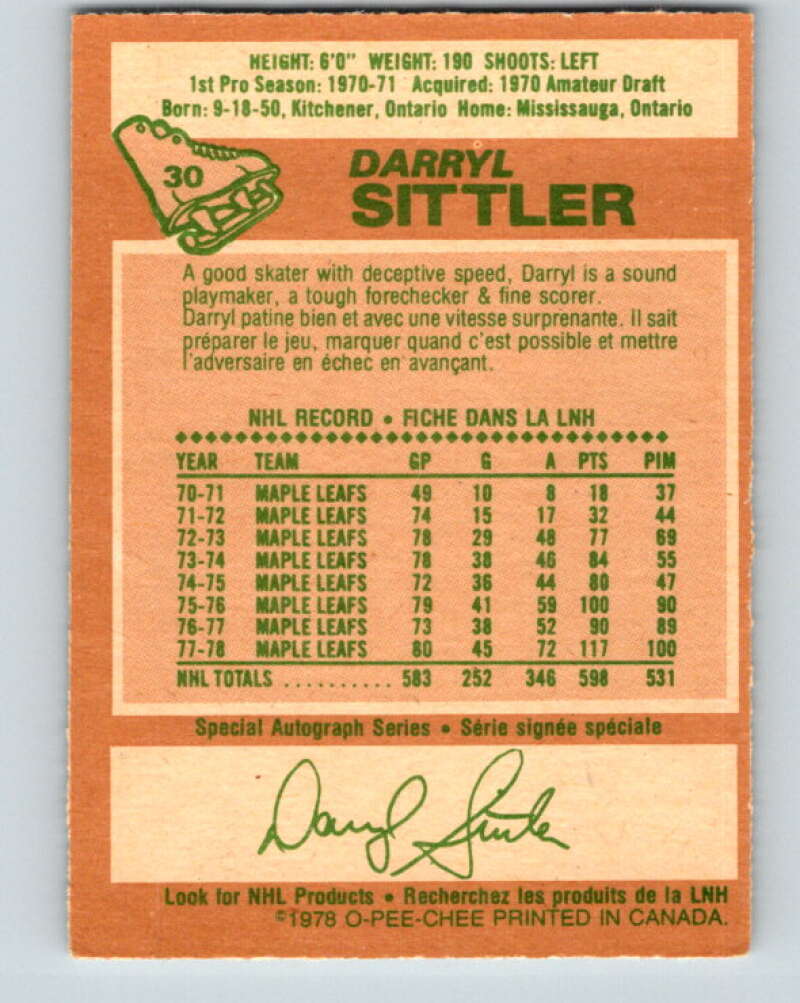 HEIGHT: 6'0" WEIGHT: 190 SHOOTS: LEFT
1st Pro Season: 1970-71 Acquired: 1970 Amateur Draft
Born: 9-18-50, Kitchener, Ontario Home: Mississauga, Ontario
30
DARRYL
SITTLER
A good skater with deceptive speed, Darryl is a sound
playmaker, a tough forechecker & fine scorer.
Darryl patine bien et avec une vitesse surprenante. Il sait
préparer le jeu, marquer quand c'est possible et mettre
l'adversaire en échec en avançant.
NHL RECORD • FICHE DANS LA LNH
YEAR TEAM GP G A PTS PIM
70-71 MAPLE LEAFS 49 10 8 18 37
71-72 MAPLE LEAFS 74 15 17 32 44
72-73 MAPLE LEAFS 78 29 48 77 69
73-74 MAPLE LEAFS 78 38 46 84 55
74-75 MAPLE LEAFS 72 36 44 80 47
75-76 MAPLE LEAFS 79 41 59 100 90
76-77 MAPLE LEAFS 73 38 52 90 89
77-78 MAPLE LEAFS 80 45 72 117 100
NHL TOTALS .......... 583 252 346 598 531
Special Autograph Series • Série signée spéciale
Darryl Sittler
Look for NHL Products • Recherchez les produits de la LNH
©1978 O-PEE-CHEE PRINTED IN CANADA.